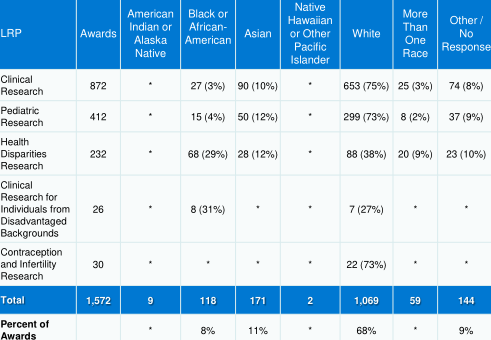 LRP Awards American Indian or Alaska Native Black or African-American Asian Native Hawaiian or Other Pacific Islander White More Than One Race Other / No Response
Clinical Research 872 * 27 (3%) 90 (10%) * 653 (75%) 25 (3%) 74 (8%)
Pediatric Research 412 * 15 (4%) 50 (12%) * 299 (73%) 8 (2%) 37 (9%)
Health Disparities Research 232 * 68 (29%) 28 (12%) * 88 (38%) 20 (9%) 23 (10%)
Clinical Research for Individuals from Disadvantaged Backgrounds 26 * 8 (31%) * * 7 (27%) * *
Contraception and Infertility Research 30 * * * * 22 (73%) * *
Total 1,572 9 118 171 2 1,069 59 144
Percent of Awards * 8% 11% * 68% * 9%